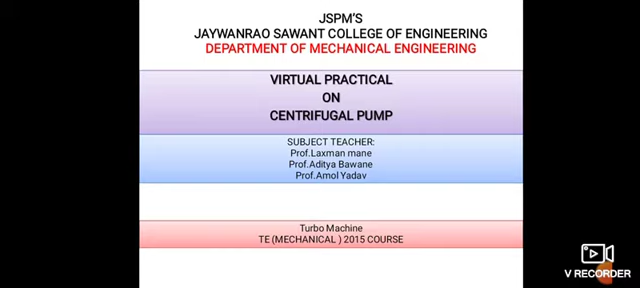 JSPM'S
JAYWANRAO SAWANT COLLEGE OF ENGINEERING
DEPARTMENT OF MECHANICAL ENGINEERING
VIRTUAL PRACTICAL
ON
CENTRIFUGAL PUMP
SUBJECT TEACHER:
Prof.Laxman mane
Prof.Aditya Bawane
Prof.Amol Yadav
Turbo Machine
TE (MECHANICAL ) 2015 COURSE
V RECORDER